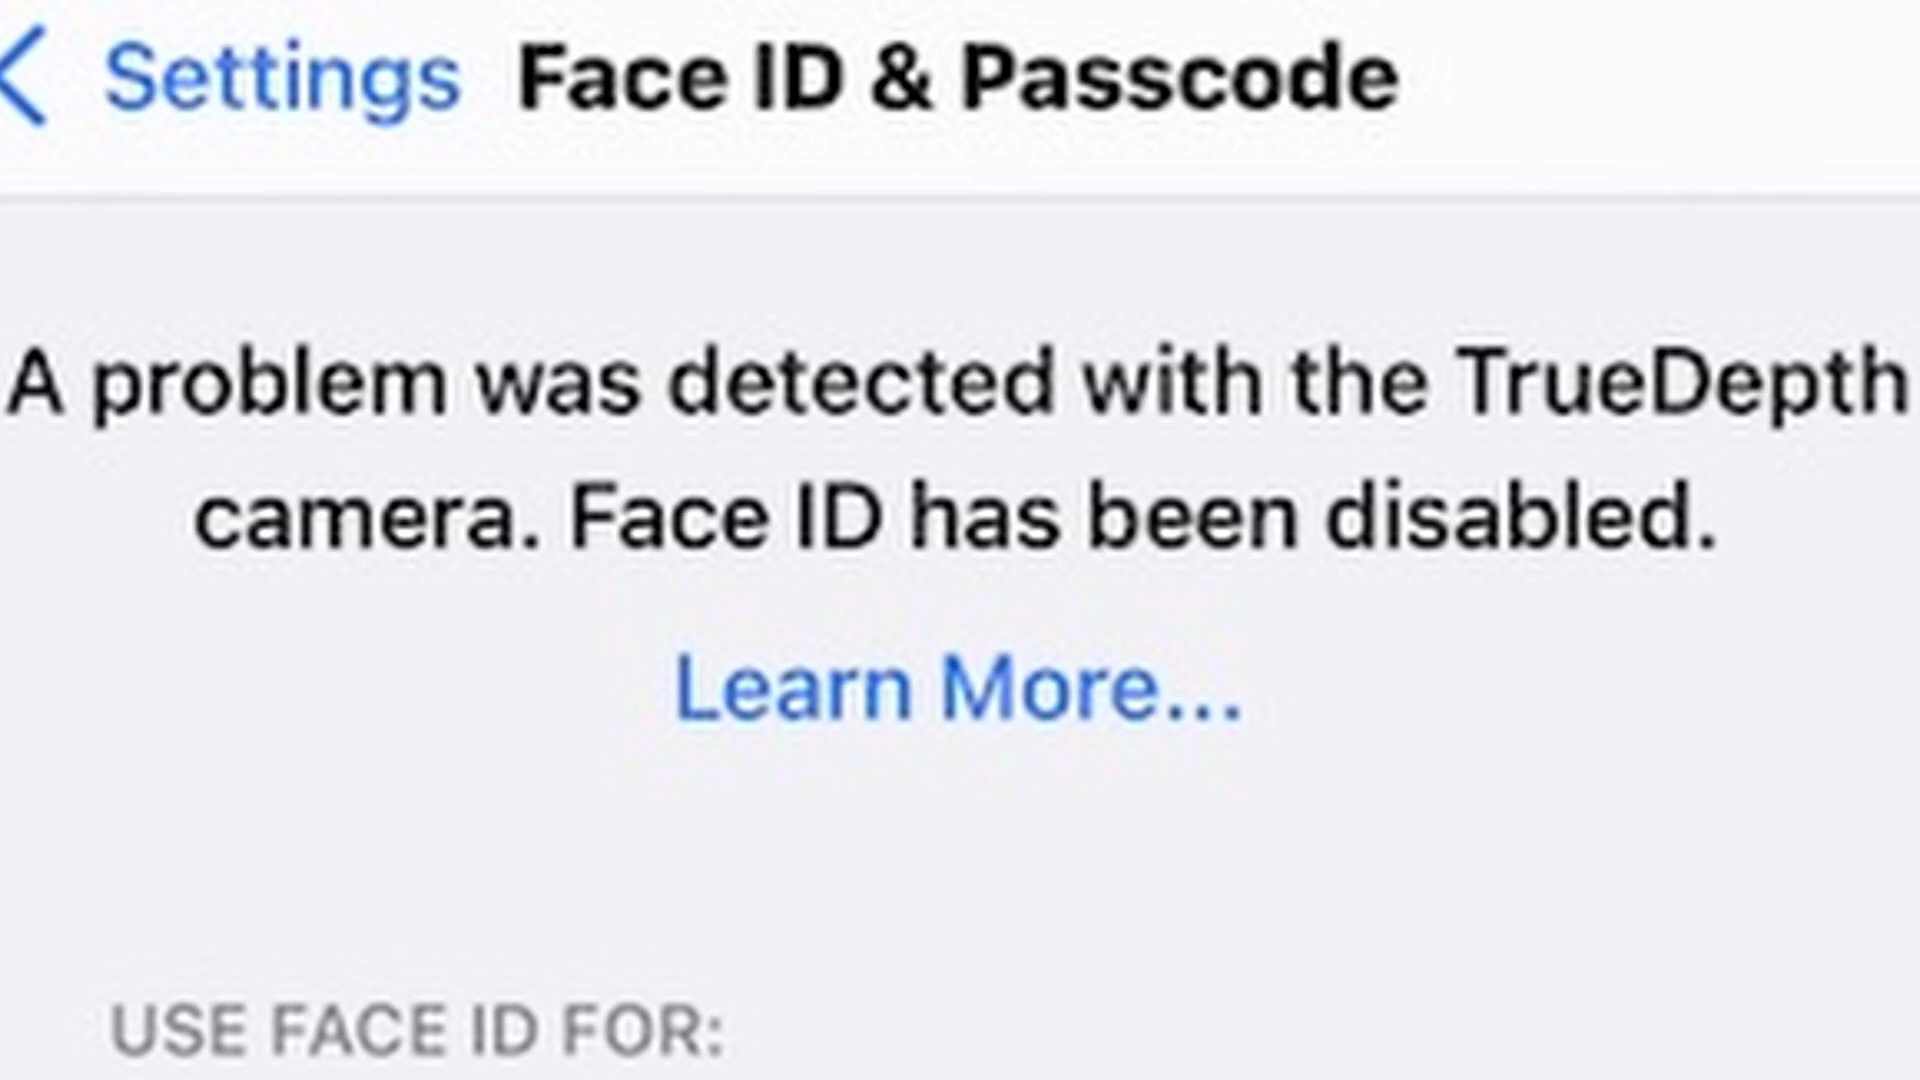 Settings Face ID & Passcode
A problem was detected with the TrueDepth
camera. Face ID has been disabled.
Learn More...
USE FACE ID FOR: